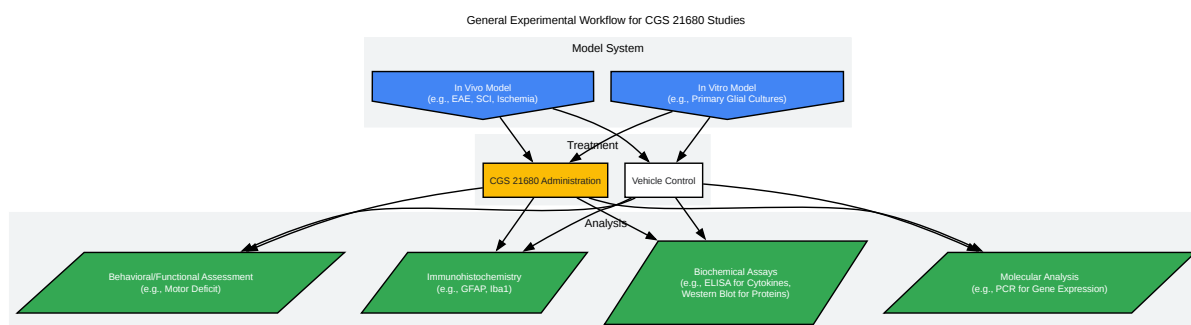 General Experimental Workflow for CGS 21680 Studies
Model System
In Vivo Model
(e.g., EAE, SCI, Ischemia)
In Vitro Model
(e.g., Primary Glial Cultures)
Treatment
CGS 21680 Administration
Vehicle Control
Analysis
Behavioral/Functional Assessment
(e.g., Motor Deficit)
Immunohistochemistry
(e.g., GFAP, Iba1)
Biochemical Assays
(e.g., ELISA for Cytokines,
Western Blot for Proteins)
Molecular Analysis
(e.g., PCR for Gene Expression)